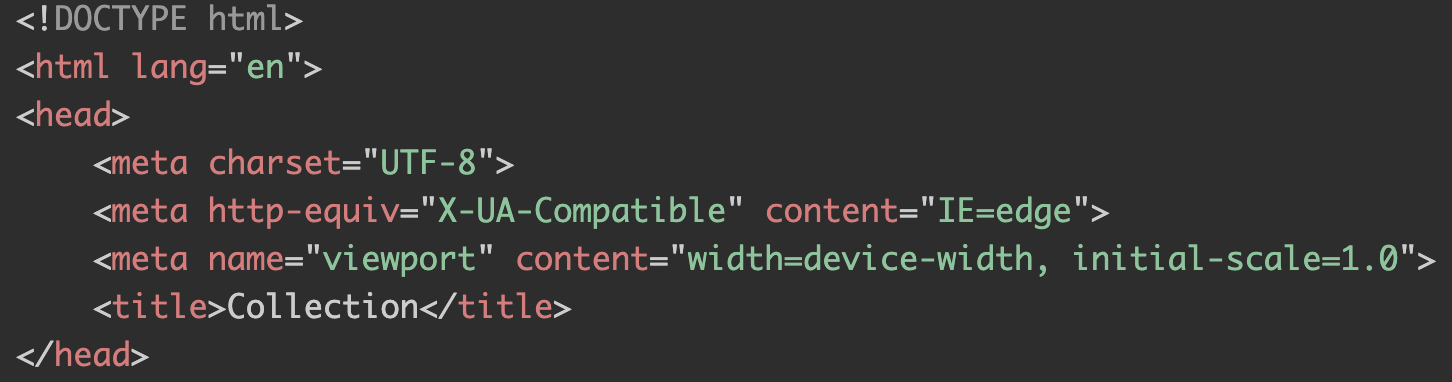 <!DOCTYPE html>
<html lang="en">
<head>
    <meta charset="UTF-8">
    <meta http-equiv="X-UA-Compatible" content="IE=edge">
    <meta name="viewport" content="width=device-width, initial-scale=1.0">
    <title>Collection</title>
</head>